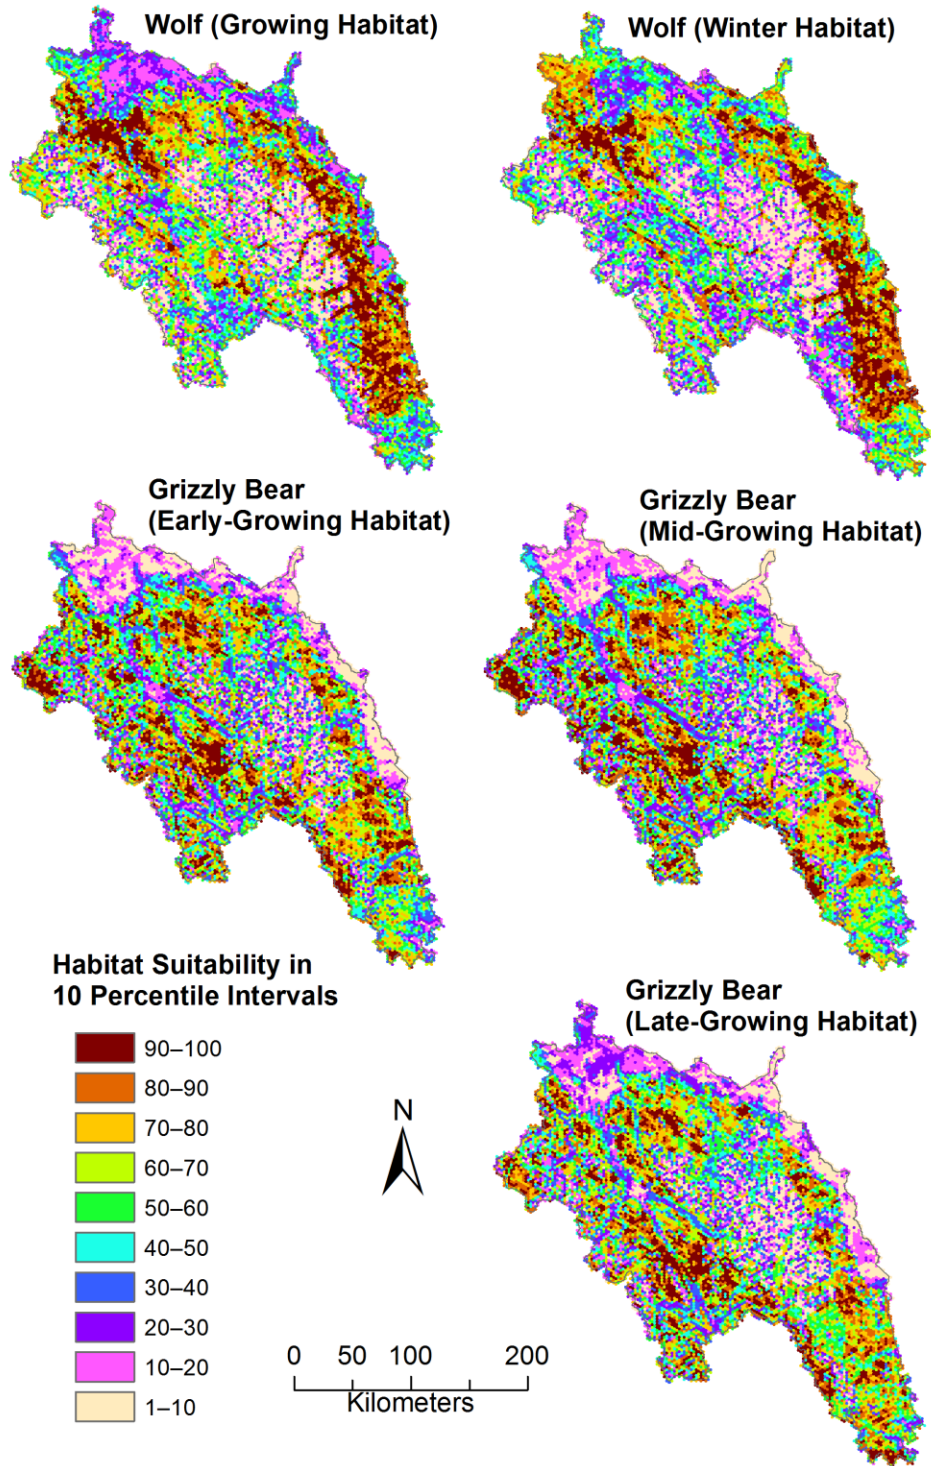 Wolf (Growing Habitat)
Wolf (Winter Habitat)
Grizzly Bear
(Early-Growing Habitat)
Grizzly Bear
(Mid-Growing Habitat)
Habitat Suitability in
10 Percentile Intervals
90–100
80–90
70–80
60–70
50–60
40–50
30–40
20–30
10–20
1–10
N
0 50 100 200
Kilometers
Grizzly Bear
(Late-Growing Habitat)